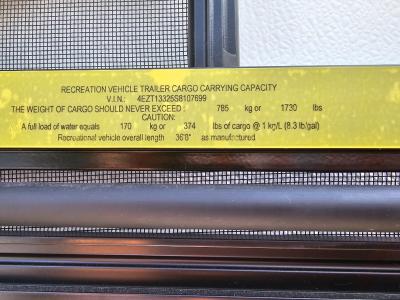 RECREATION VEHICLE TRAILER CARGO CARRYING CAPACITY
V.I.N.: 4EZT13325S8107699
THE WEIGHT OF CARGO SHOULD NEVER EXCEED: 785 kg or 1730 lbs
CAUTION:
A full load of water equals 170 kg or 374 lbs of cargo @ 1 kg/L (8.3 lb/gal)
Recreational vehicle overall length 36'8" as manufactured